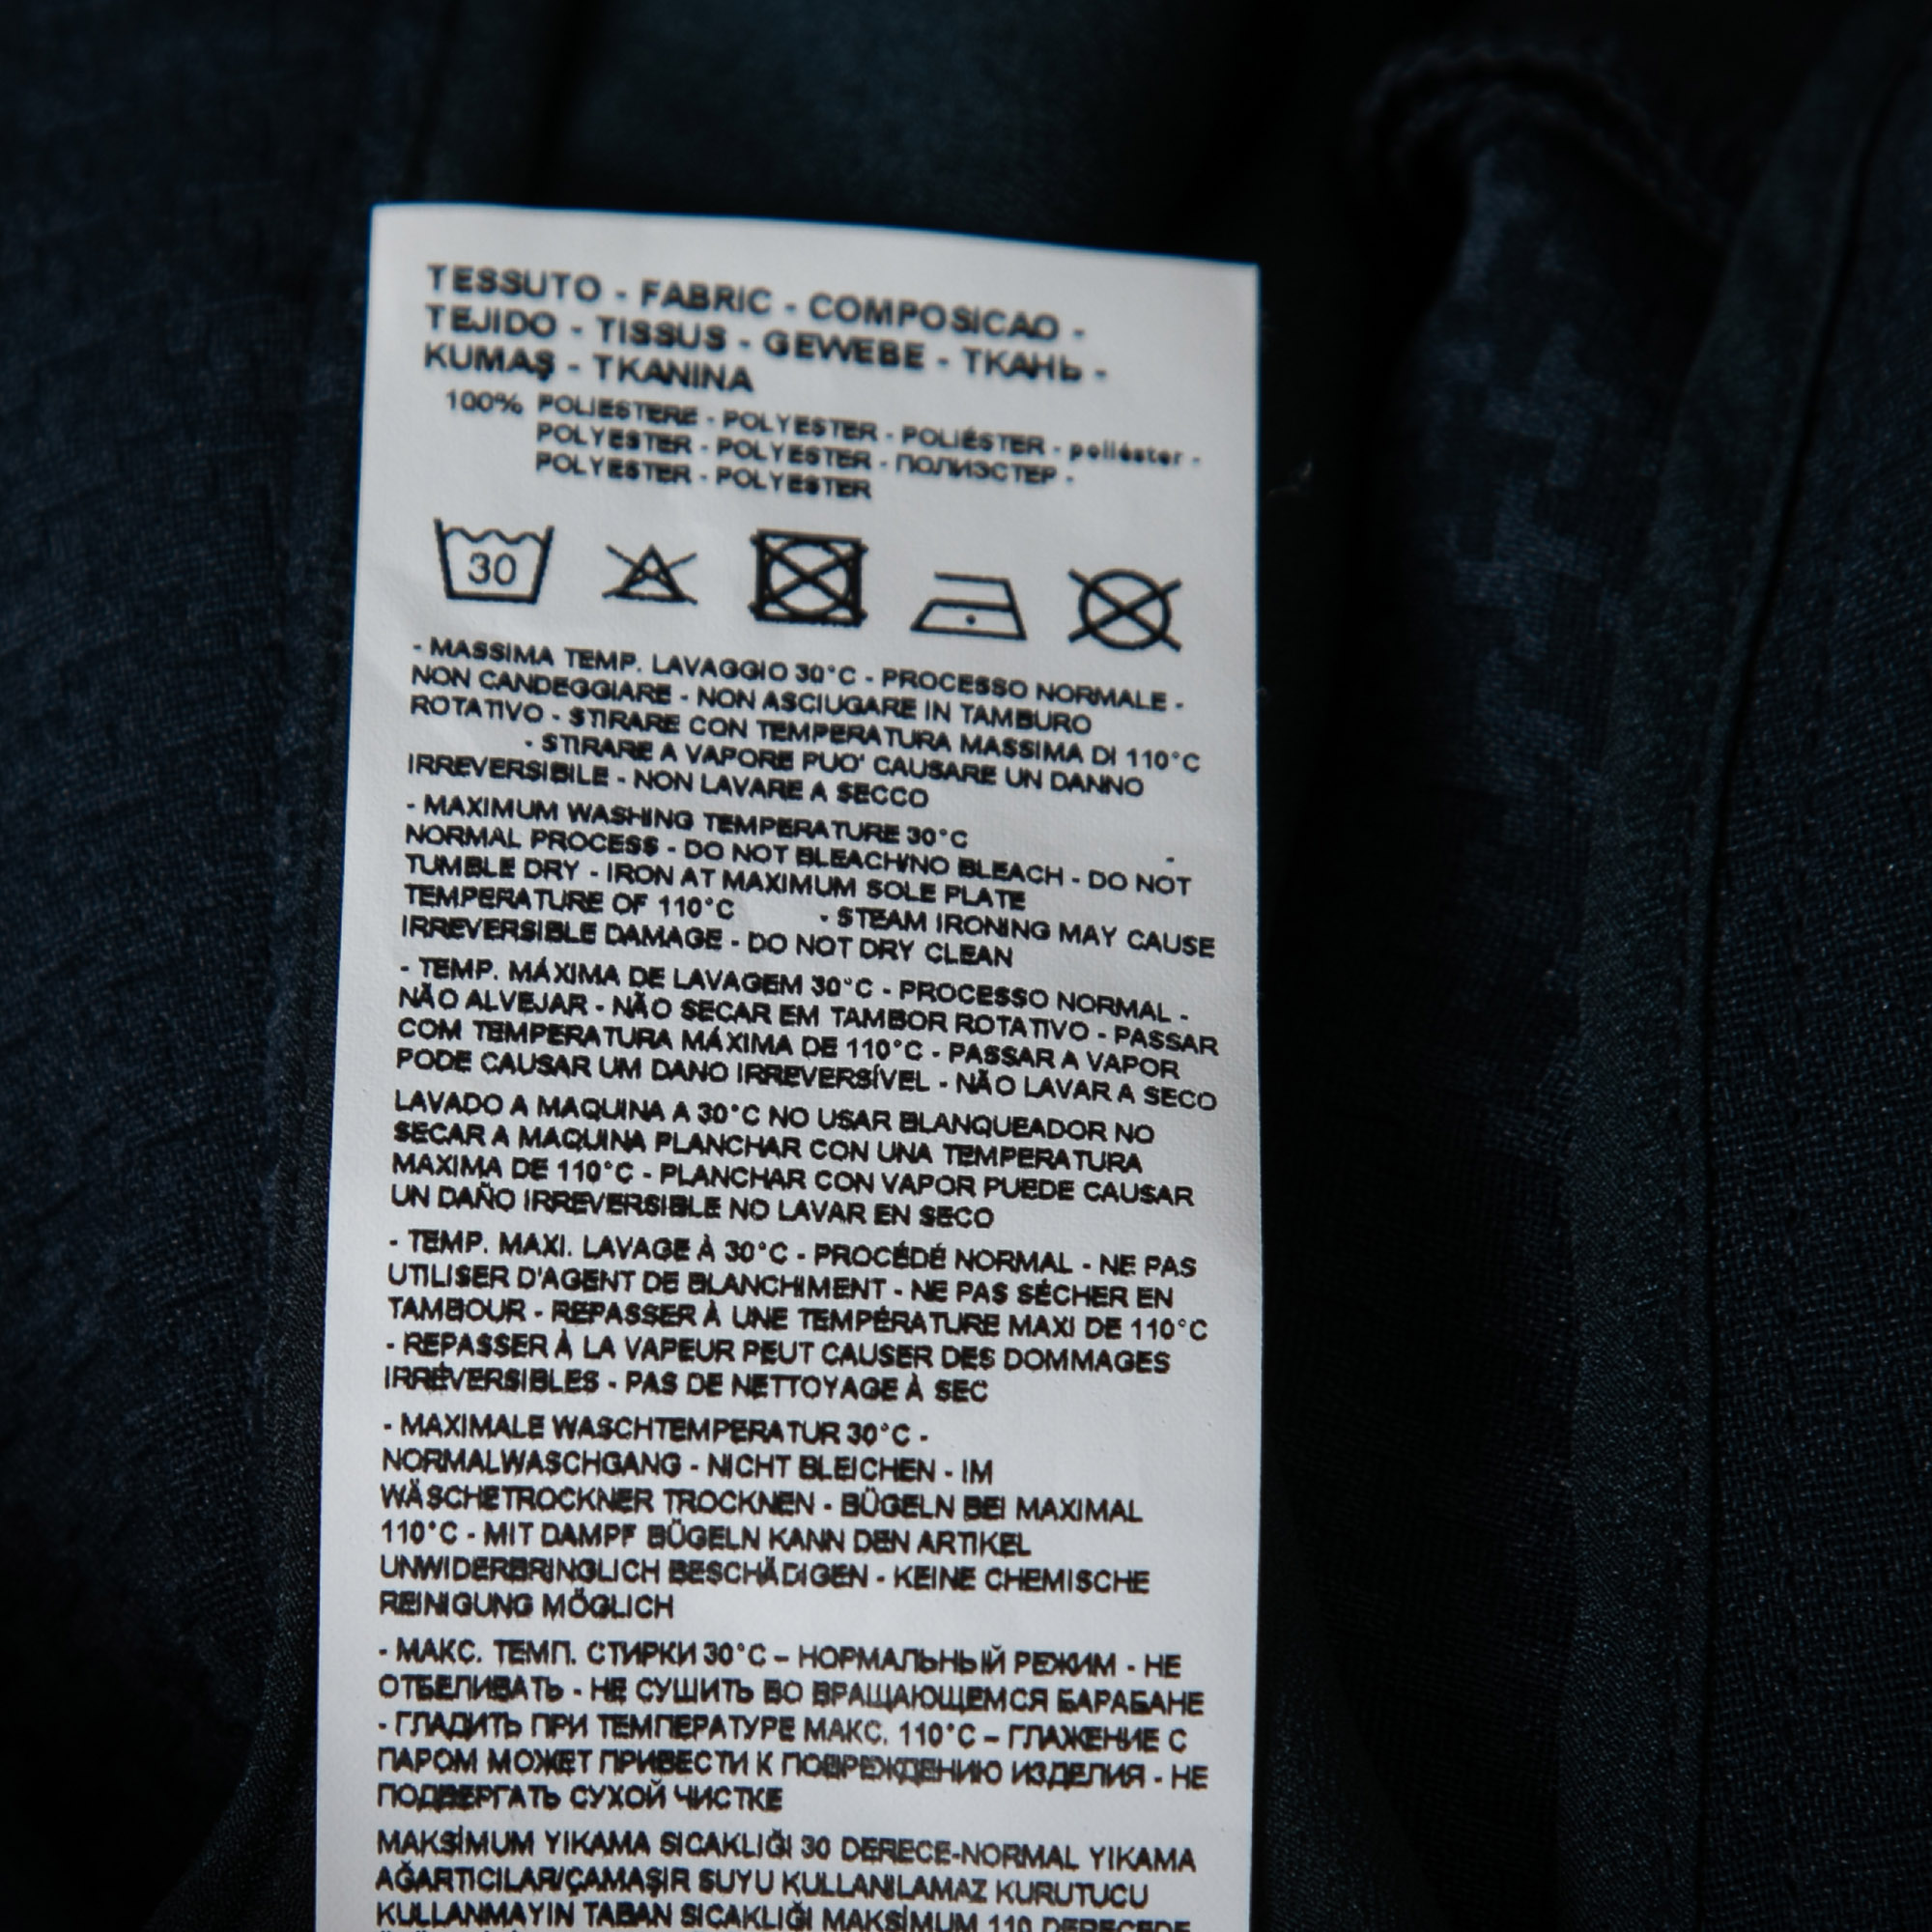 TESSUTO - FABRIC - COMPOSICAO -
TEJIDO - TISSUS - GEWEBE - ТКАНЬ -
KUMAŞ - TKANINA
100% POLIESTERE - POLYESTER - POLIÉSTER - poliéster -
POLYESTER - POLYESTER - ПОЛИЭСТЕР -
POLYESTER - POLYESTER
30
- MASSIMA TEMP. LAVAGGIO 30°C - PROCESSO NORMALE -
NON CANDEGGIARE - NON ASCIUGARE IN TAMBURO
ROTATIVO - STIRARE CON TEMPERATURA MASSIMA DI 110°C
- STIRARE A VAPORE PUO' CAUSARE UN DANNO
IRREVERSIBILE - NON LAVARE A SECCO
- MAXIMUM WASHING TEMPERATURE 30°C -
NORMAL PROCESS - DO NOT BLEACH/NO BLEACH - DO NOT
TUMBLE DRY - IRON AT MAXIMUM SOLE PLATE
TEMPERATURE OF 110°C - STEAM IRONING MAY CAUSE
IRREVERSIBLE DAMAGE - DO NOT DRY CLEAN
- TEMP. MÁXIMA DE LAVAGEM 30°C - PROCESSO NORMAL -
NÃO ALVEJAR - NÃO SECAR EM TAMBOR ROTATIVO - PASSAR
COM TEMPERATURA MÁXIMA DE 110°C - PASSAR A VAPOR
PODE CAUSAR UM DANO IRREVERSÍVEL - NÃO LAVAR A SECO
LAVADO A MAQUINA A 30°C NO USAR BLANQUEADOR NO
SECAR A MAQUINA PLANCHAR CON UNA TEMPERATURA
MAXIMA DE 110°C - PLANCHAR CON VAPOR PUEDE CAUSAR
UN DAÑO IRREVERSIBLE NO LAVAR EN SECO
- TEMP. MAXI. LAVAGE À 30°C - PROCÉDÉ NORMAL - NE PAS
UTILISER D'AGENT DE BLANCHIMENT - NE PAS SÉCHER EN
TAMBOUR - REPASSER À UNE TEMPÉRATURE MAXI DE 110°C
- REPASSER À LA VAPEUR PEUT CAUSER DES DOMMAGES
IRRÉVERSIBLES - PAS DE NETTOYAGE À SEC
- MAXIMALE WASCHTEMPERATUR 30°C -
NORMALWASCHGANG - NICHT BLEICHEN - IM
WÄSCHETROCKNER TROCKNEN - BÜGELN BEI MAXIMAL
110°C - MIT DAMPF BÜGELN KANN DEN ARTIKEL
UNWIDERBRINGLICH BESCHÄDIGEN - KEINE CHEMISCHE
REINIGUNG MÖGLICH
- МАКС. ТЕМП. СТИРКИ 30°C – НОРМАЛЬНЫЙ РЕЖИМ - НЕ
ОТБЕЛИВАТЬ - НЕ СУШИТЬ ВО ВРАЩАЮЩЕМСЯ БАРАБАНЕ
- ГЛАДИТЬ ПРИ ТЕМПЕРАТУРЕ МАКС. 110°C – ГЛАЖЕНИЕ С
ПАРОМ МОЖЕТ ПРИВЕСТИ К ПОВРЕЖДЕНИЮ ИЗДЕЛИЯ - НЕ
ПОДВЕРГАТЬ СУХОЙ ЧИСТКЕ
MAKSİMUM YIKAMA SICAKLIĞI 30 DERECE-NORMAL YIKAMA
AĞARTICILAR/ÇAMAŞIR SUYU KULLANILAMAZ KURUTUCU
KULLANMAYIN TABAN SICAKLIĞI MAKSİMUM 110 DERECEDE